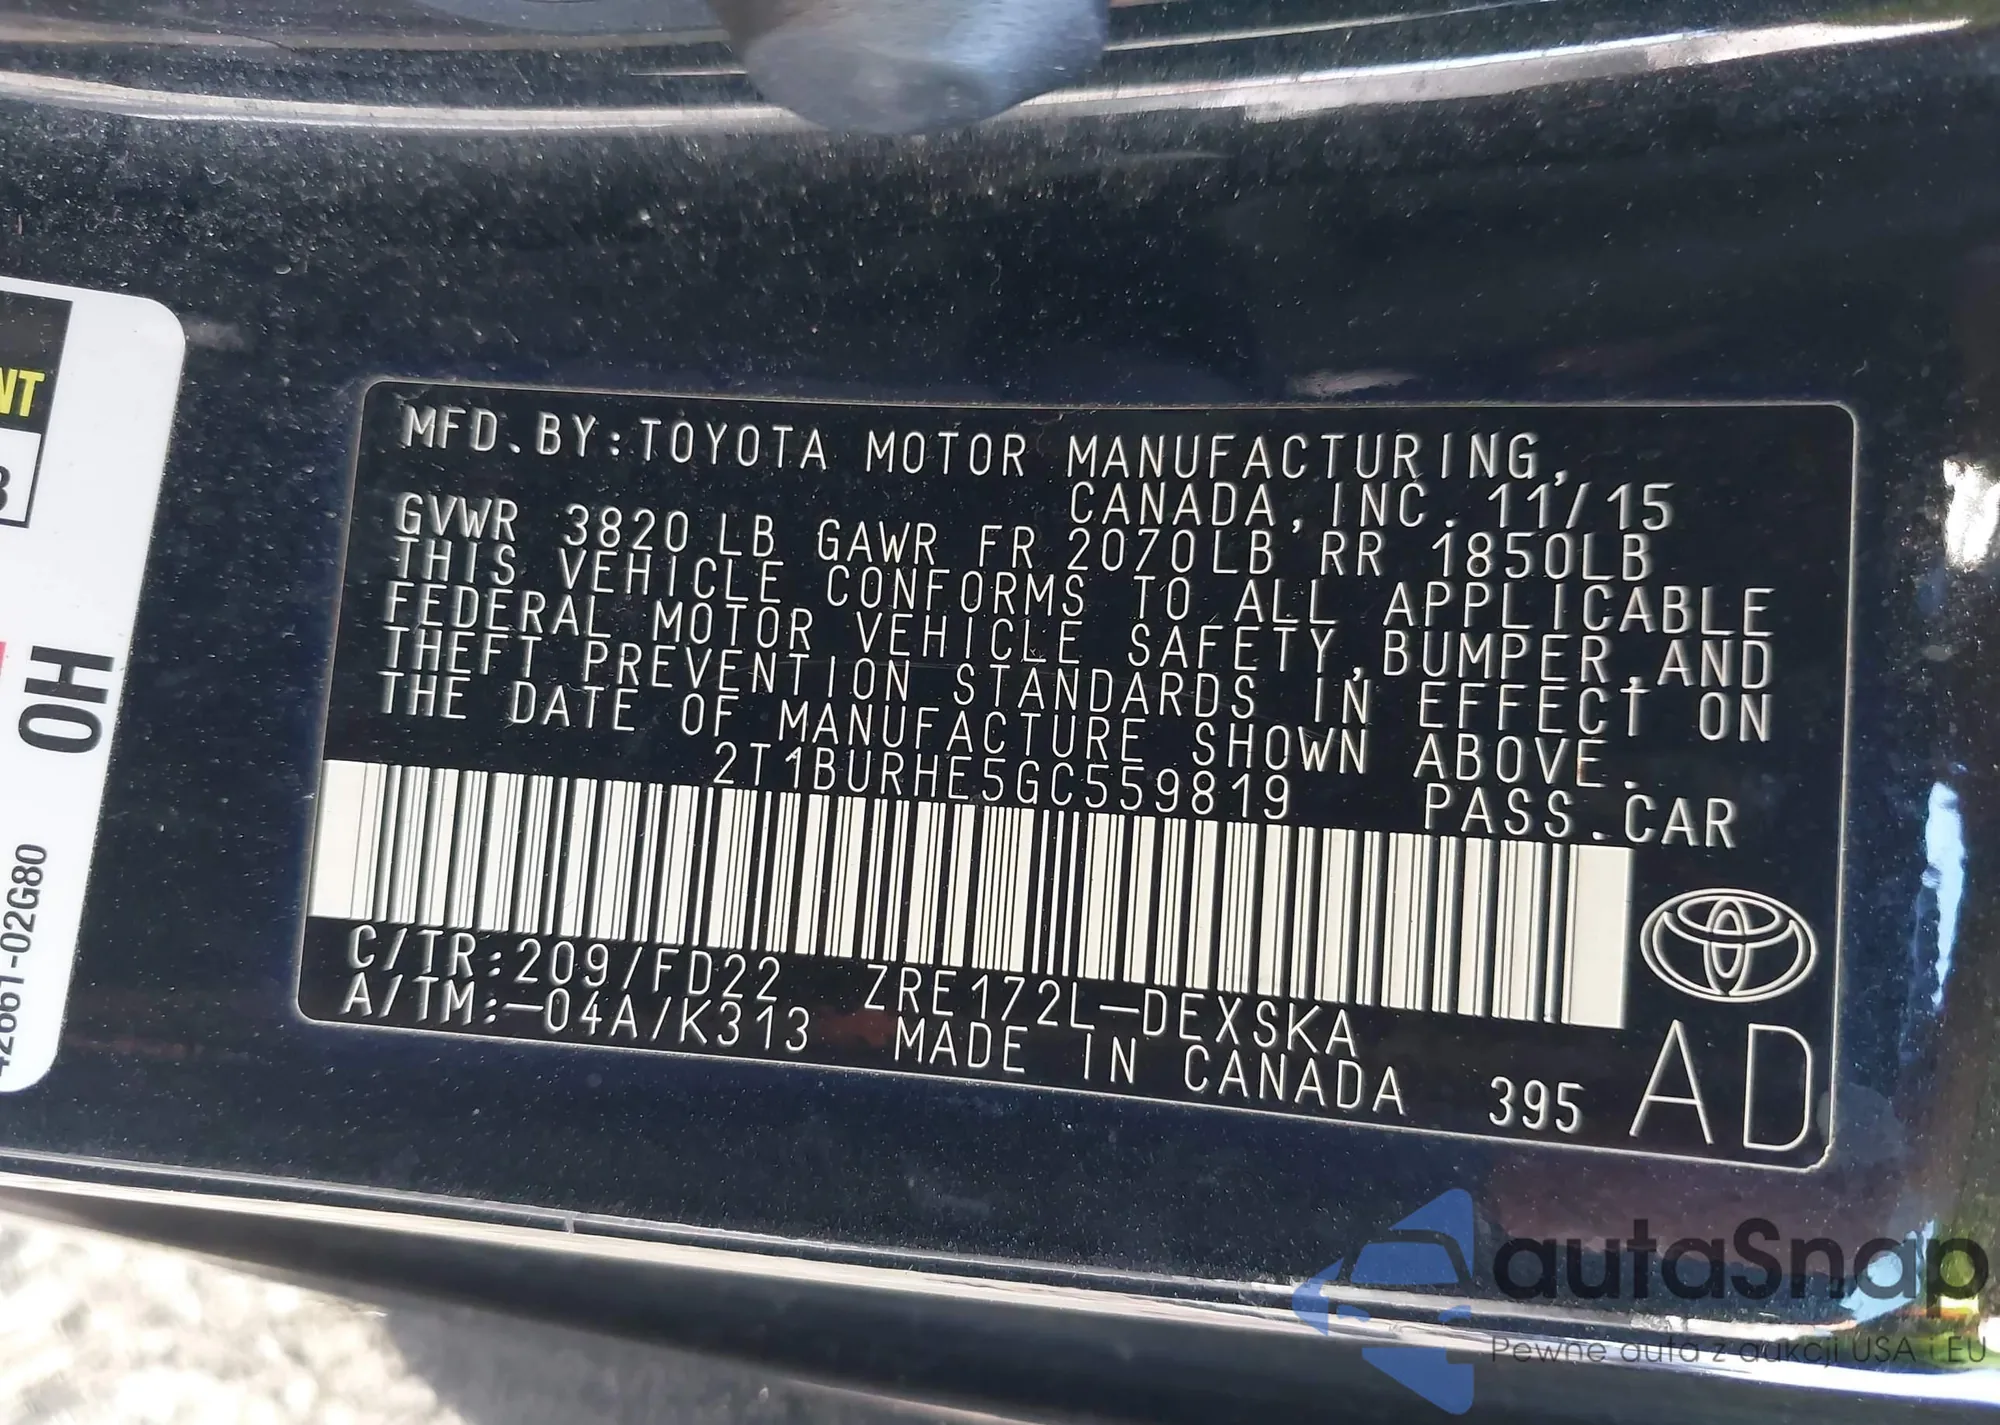 NT
OH
42661-02G80
MFD.BY:TOYOTA MOTOR MANUFACTURING,
CANADA,INC. 11/15
GVWR 3820LB GAWR FR 2070LB RR 1850LB
THIS VEHICLE CONFORMS TO ALL APPLICABLE
FEDERAL MOTOR VEHICLE SAFETY,BUMPER,AND
THEFT PREVENTION STANDARDS IN EFFECT ON
THE DATE OF MANUFACTURE SHOWN ABOVE.
2T1BURHE5GC559819 PASS.CAR
C/TR:209/FD22 ZRE172L-DEXSKA
A/TM:-04A/K313 MADE IN CANADA 395 AD
autaSnap
Pewne auta z aukcji USA i EU